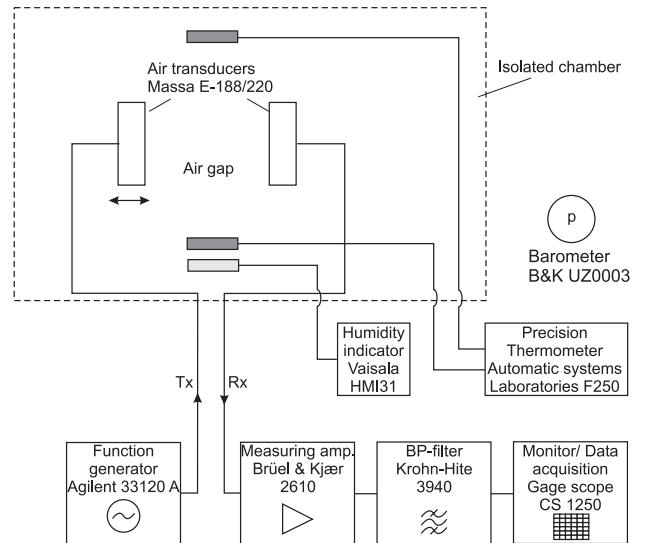 Air transducers
Massa E-188/220
Isolated chamber
Air gap
p
Barometer
B&K UZ0003
Humidity
indicator
Vaisala
HMI31
Precision
Thermometer
Automatic systems
Laboratories F250
Tx
Rx
Function
generator
Agilent 33120 A
Measuring amp.
Brüel & Kjær
2610
BP-filter
Krohn-Hite
3940
Monitor/ Data
acquisition
Gage scope
CS 1250